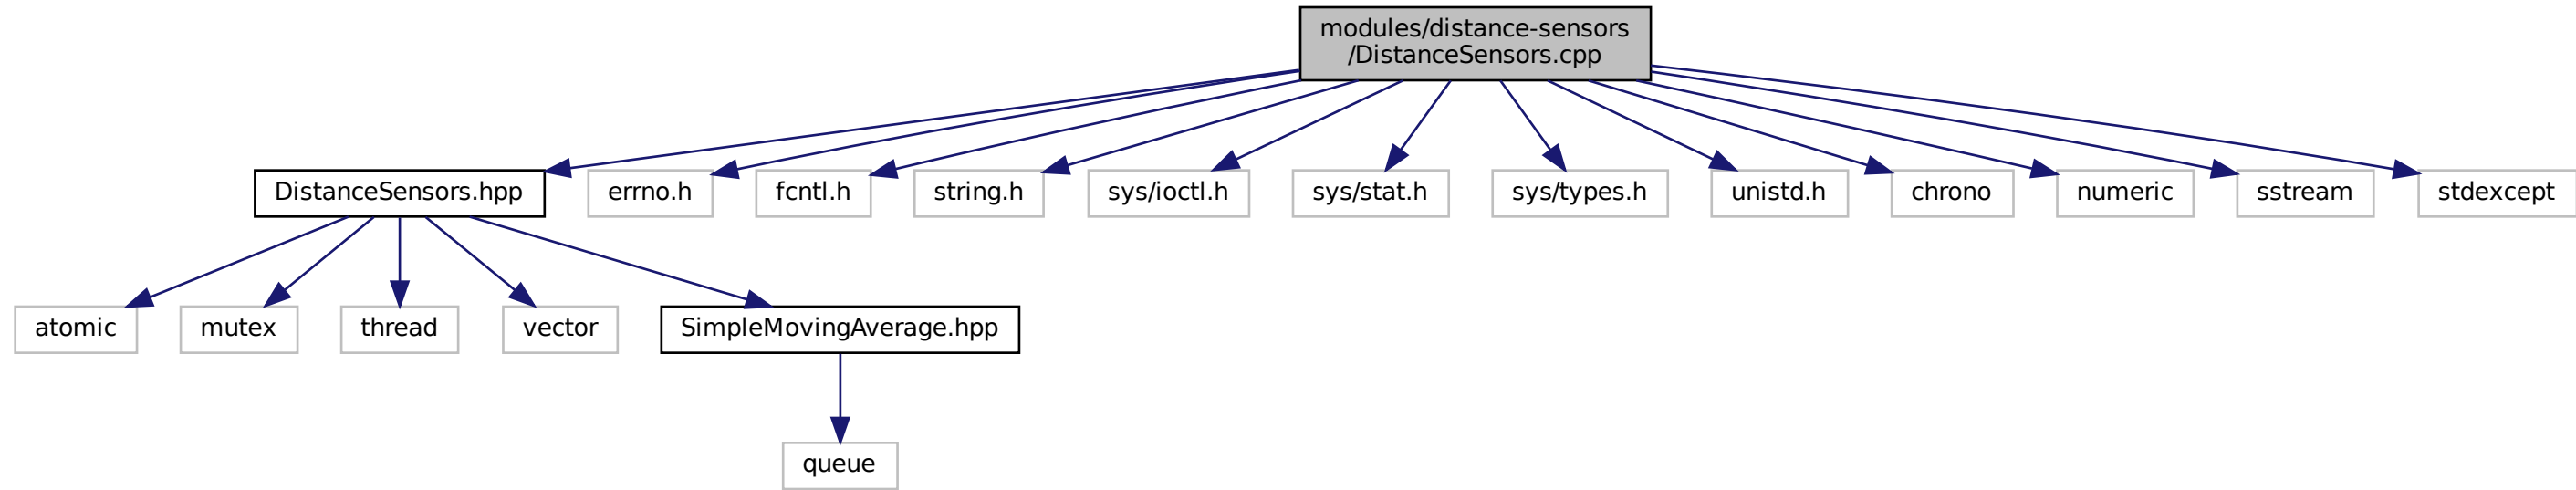 modules/distance-sensors
/DistanceSensors.cpp
DistanceSensors.hpp
errno.h
fcntl.h
string.h
sys/ioctl.h
sys/stat.h
sys/types.h
unistd.h
chrono
numeric
sstream
stdexcept
atomic
mutex
thread
vector
SimpleMovingAverage.hpp
queue